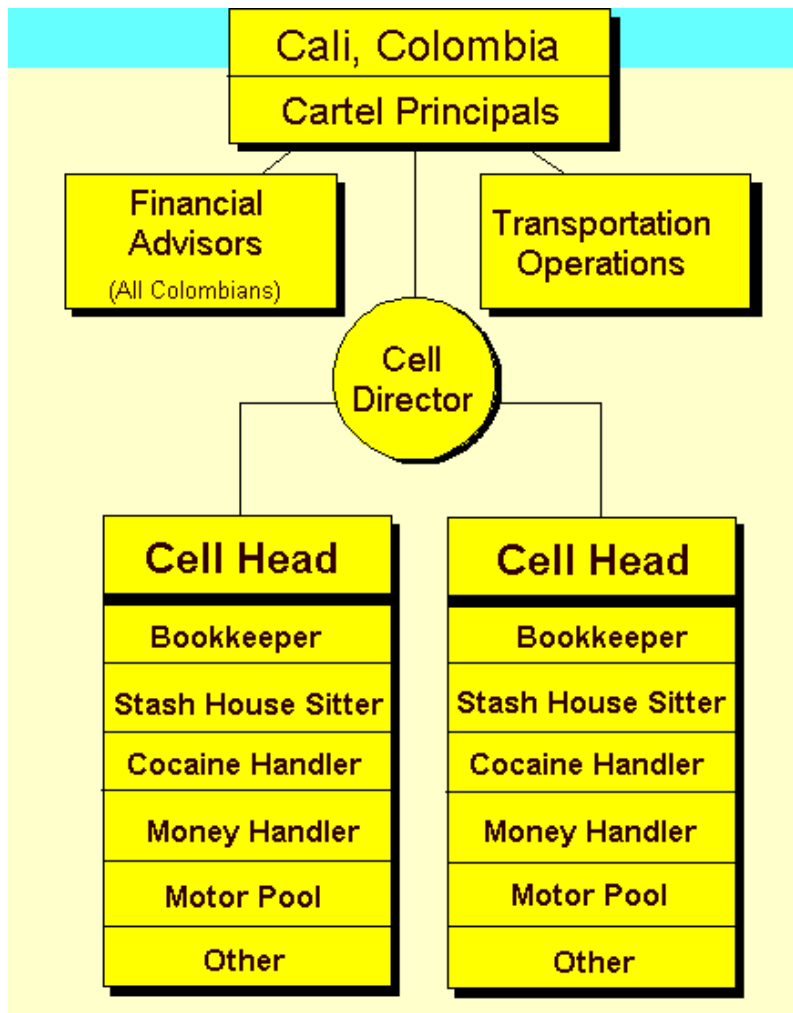 Cali, Colombia
Cartel Principals
Financial
Advisors
(All Colombians)
Transportation
Operations
Cell
Director
Cell Head
Bookkeeper
Stash House Sitter
Cocaine Handler
Money Handler
Motor Pool
Other
Cell Head
Bookkeeper
Stash House Sitter
Cocaine Handler
Money Handler
Motor Pool
Other